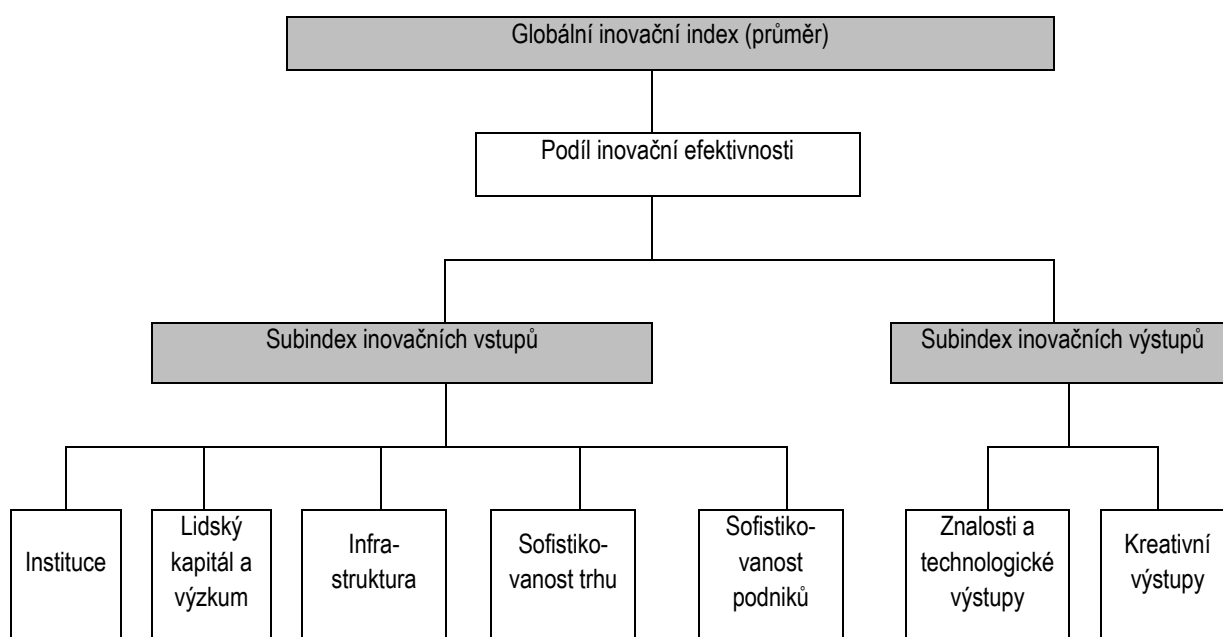 Globální inovační index (průměr)
Podíl inovační efektivnosti
Subindex inovačních vstupů
Subindex inovačních výstupů
Instituce
Lidský
kapitál a
výzkum
Infra-
struktura
Sofistiko-
vanost trhu
Sofistiko-
vanost
podniků
Znalosti a
technologické
výstupy
Kreativní
výstupy